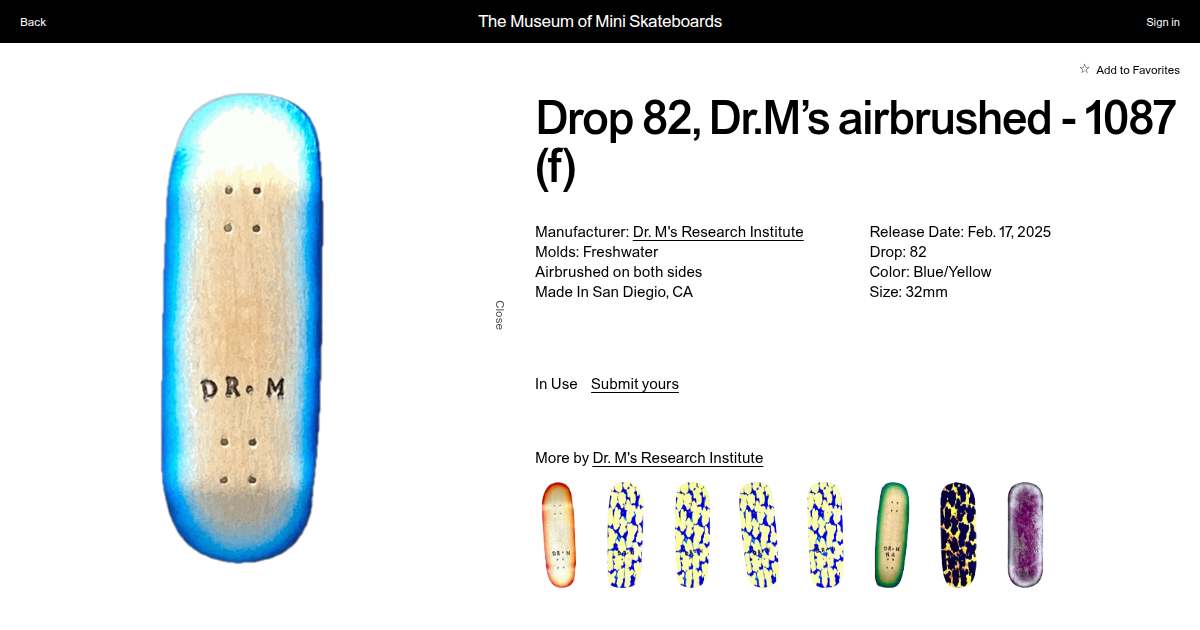 Back
The Museum of Mini Skateboards
Sign in
☆ Add to Favorites
Drop 82, Dr.M’s airbrushed - 1087
(f)
Manufacturer: Dr. M's Research Institute
Molds: Freshwater
Airbrushed on both sides
Made In San Diegio, CA
Release Date: Feb. 17, 2025
Drop: 82
Color: Blue/Yellow
Size: 32mm
DR. M
Close
In Use Submit yours
More by Dr. M's Research Institute
DR. M